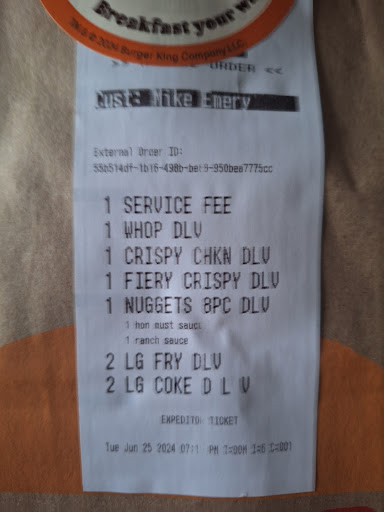 Breakfast your w
TM & © 2024 Burger King Company LLC.
>> ORDER <<
Cust: Mike Emery
External Order ID:
1 SERVICE FEE
1 WHOP DLV
1 CRISPY CHKN DLV
1 FIERY CRISPY DLV
1 NUGGETS 8PC DLV
1 hon must sauce
1 ranch sauce
2 LG FRY DLV
2 LG COKE D L V
EXPEDITOR TICKET
Tue Jun 25 2024 07:1 PM